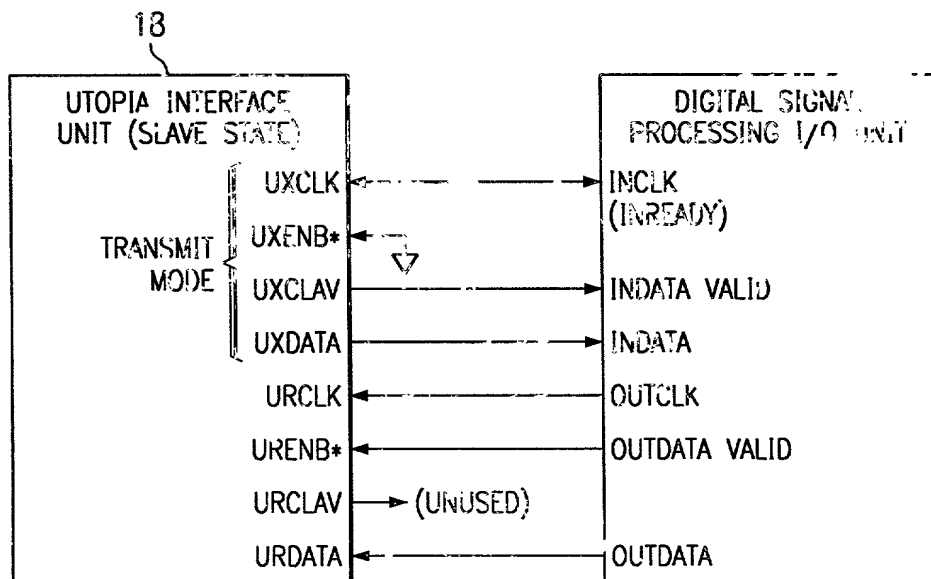 18
UTOPIA INTERFACE
UNIT (SLAVE STATE)
DIGITAL SIGNAL
PROCESSING I/O UNIT
TRANSMIT
MODE
UXCLK
INCLK
(INREADY)
UXENB*
UXCLAV
INDATA VALID
UXDATA
INDATA
URCLK
OUTCLK
URENB*
OUTDATA VALID
URCLAV
(UNUSED)
URDATA
OUTDATA